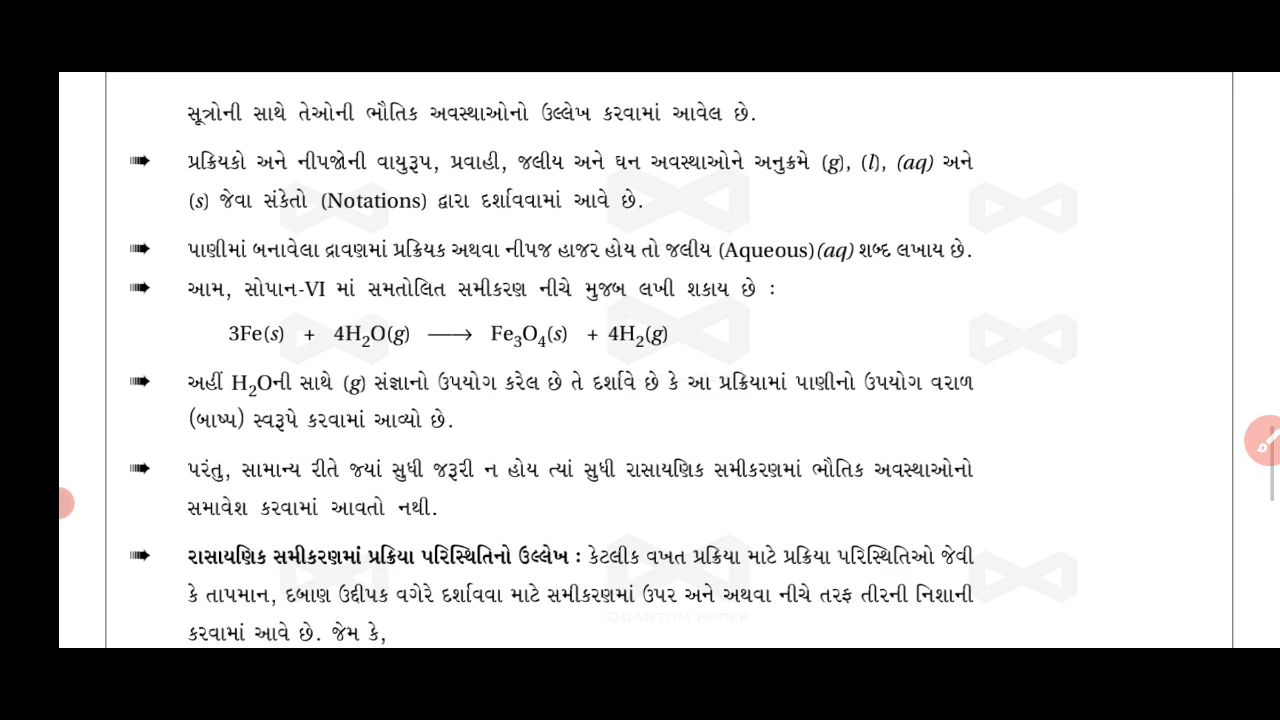 સૂત્રોની સાથે તેઓની ભૌતિક અવસ્થાઓનો ઉલ્લેખ કરવામાં આવેલ છે.
➠ પ્રક્રિયકો અને નીપજોની વાયુરૂપ, પ્રવાહી, જલીય અને ઘન અવસ્થાઓને અનુક્રમે (g), (l), (aq) અને
(s) જેવા સંકેતો (Notations) દ્વારા દર્શાવવામાં આવે છે.
➠ પાણીમાં બનાવેલા દ્રાવણમાં પ્રક્રિયક અથવા નીપજ હાજર હોય તો જલીય (Aqueous)(aq) શબ્દ લખાય છે.
➠ આમ, સોપાન-VI માં સમતોલિત સમીકરણ નીચે મુજબ લખી શકાય છે :
3Fe(s) + 4H₂O(g) ⟶ Fe₃O₄(s) + 4H₂(g)
➠ અહીં H₂Oની સાથે (g) સંજ્ઞાનો ઉપયોગ કરેલ છે તે દર્શાવે છે કે આ પ્રક્રિયામાં પાણીનો ઉપયોગ વરાળ
(બાષ્પ) સ્વરૂપે કરવામાં આવ્યો છે.
➠ પરંતુ, સામાન્ય રીતે જ્યાં સુધી જરૂરી ન હોય ત્યાં સુધી રાસાયણિક સમીકરણમાં ભૌતિક અવસ્થાઓનો
સમાવેશ કરવામાં આવતો નથી.
➠ રાસાયણિક સમીકરણમાં પ્રક્રિયા પરિસ્થિતિનો ઉલ્લેખ : કેટલીક વખત પ્રક્રિયા માટે પ્રક્રિયા પરિસ્થિતિઓ જેવી
કે તાપમાન, દબાણ ઉદ્દીપક વગેરે દર્શાવવા માટે સમીકરણમાં ઉપર અને અથવા નીચે તરફ તીરની નિશાની
QUANTUM PAPER
કરવામાં આવે છે. જેમ કે,